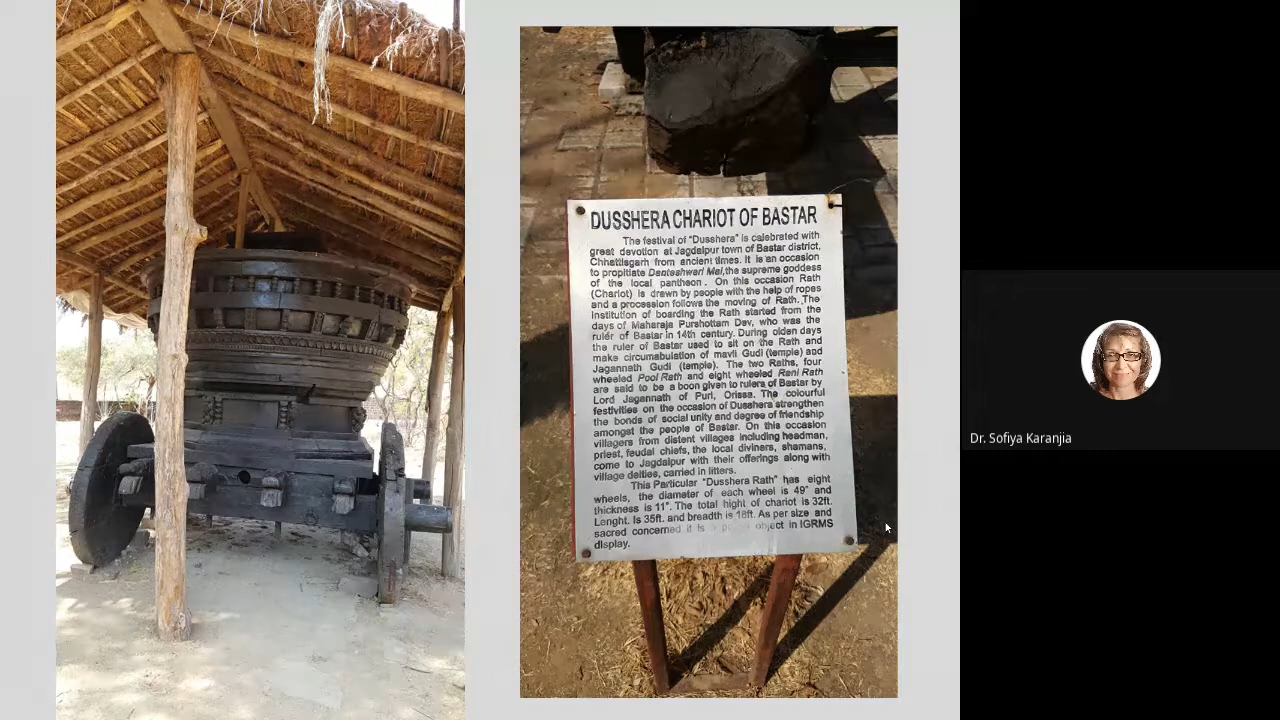 DUSSHERA CHARIOT OF BASTAR
The festival of "Dusshera" is calebrated with
great devotion at Jagdalpur town of Bastar district,
Chhattisgarh from ancient times. It is an occasion
to propitiate Danteshwari Mai,the supreme goddess
of the local pantheon. On this occasion Rath
(Chariot) is drawn by people with the help of ropes
and a procession follows the moving of Rath. The
institution of boarding the Rath started from the
days of Maharaja Purshottam Dev, who was the
ruler of Bastar in 14th century. During olden days
the ruler of Bastar used to sit on the Rath and
make circumabulation of mavli Gudi (temple) and
Jagannath Gudi (temple). The two Raths, four
wheeled Pool Rath and eight wheeled Rani Rath
are said to be a boon given to rulers of Bastar by
Lord Jagannath of Puri, Orissa. The colourful
festivities on the occasion of Dusshera strengthen
the bonds of social unity and degree of friendship
amongst the people of Bastar. On this occasion
villagers from distent villages including headman,
priest, feudal chiefs, the local diviners, shamans,
come to Jagdalpur with their offerings along with
village deities, carried in litters.
This Particular "Dusshera Rath" has eight
wheels, the diameter of each wheel is 49" and
thickness is 11". The total hight of chariot is 32ft.
Lenght. Is 35ft. and breadth is 18ft. As per size and
sacred concerned it is a object in IGRMS
display.
Dr. Sofiya Karanjia